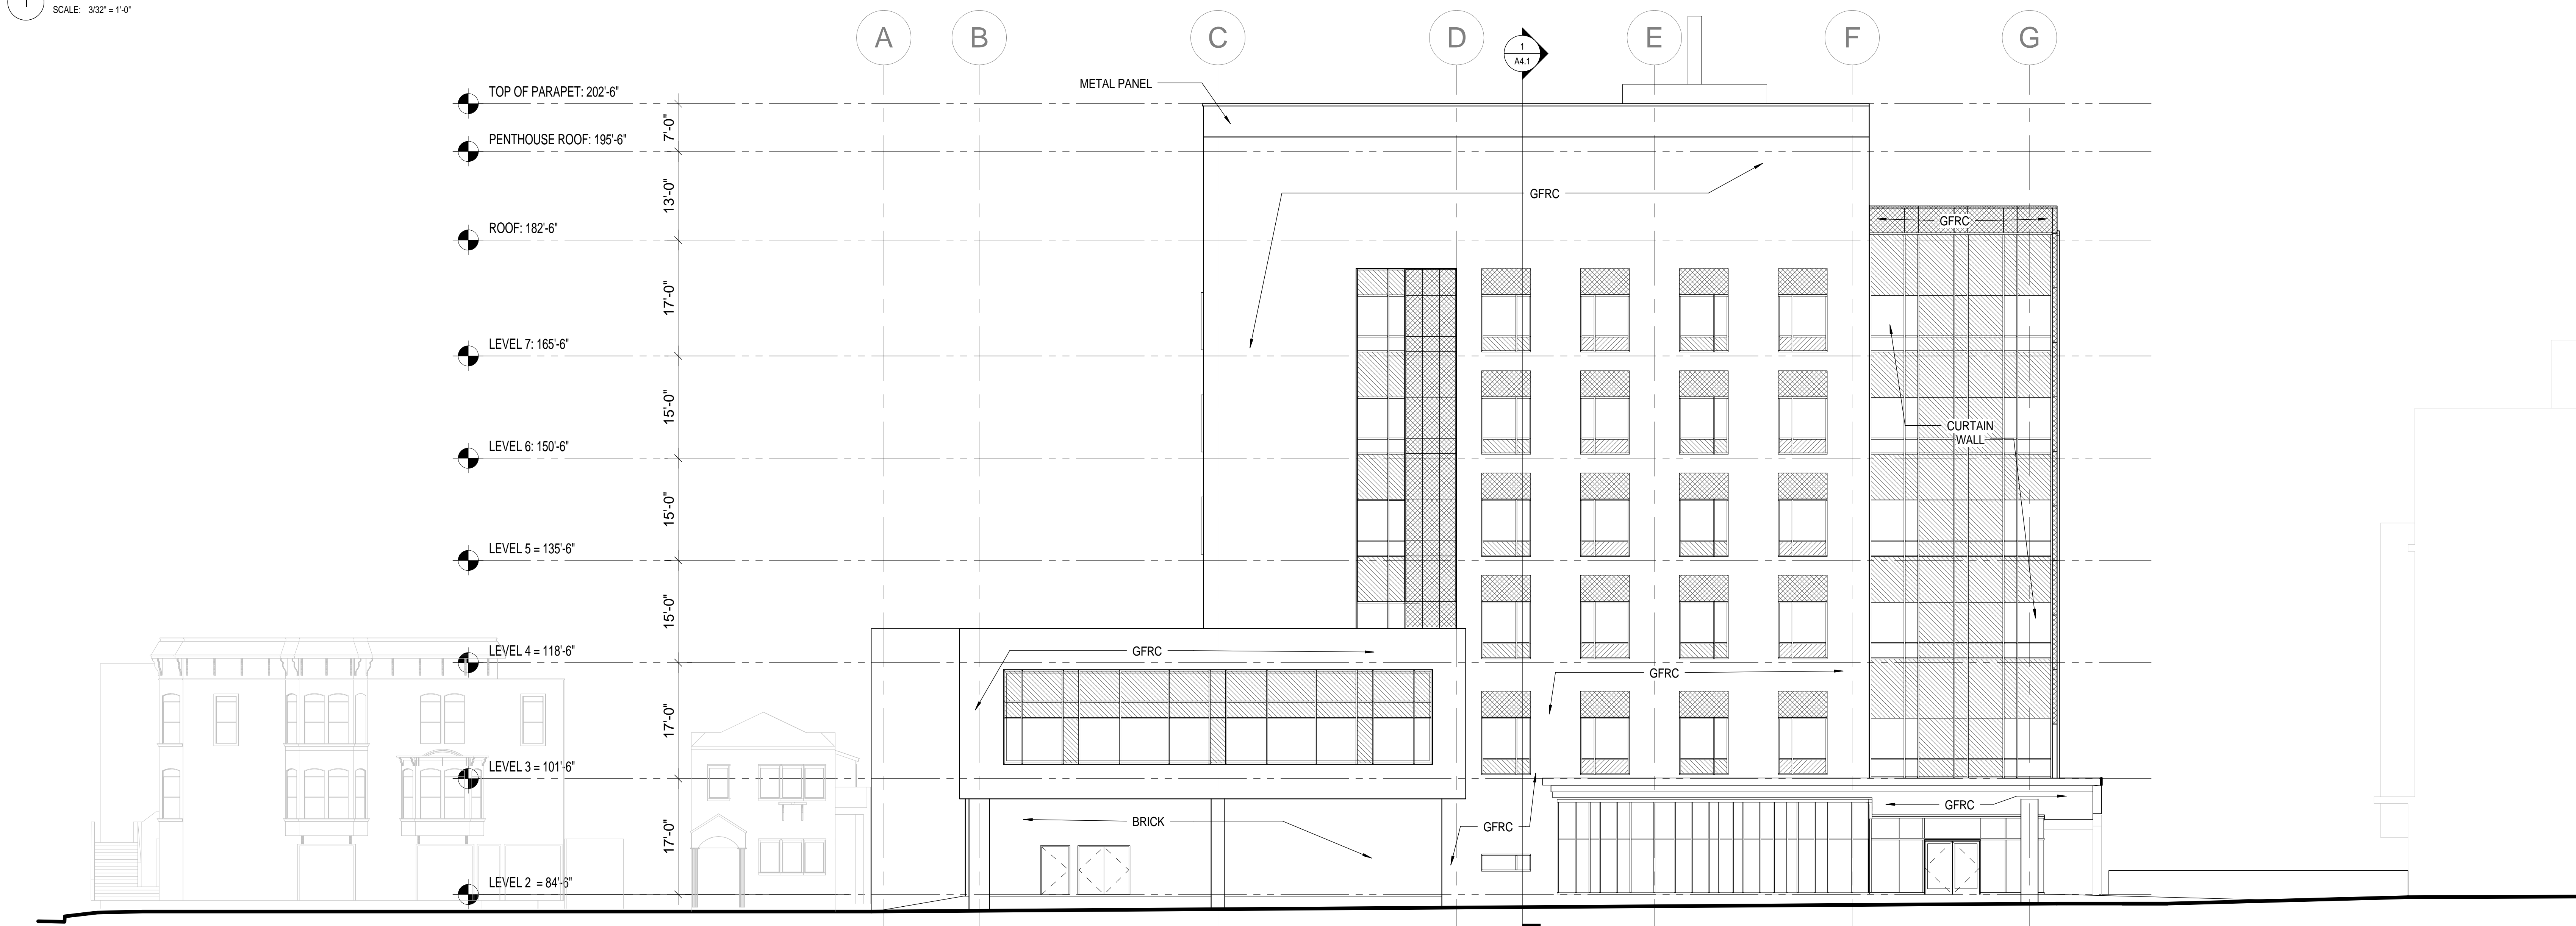 1
SCALE: 3/32" = 1'-0"
A
B
C
D
1
A4.1
E
F
G
METAL PANEL
TOP OF PARAPET: 202'-6"
7'-0"
PENTHOUSE ROOF: 195'-6"
13'-0"
GFRC
ROOF: 182'-6"
GFRC
17'-0"
LEVEL 7: 165'-6"
15'-0"
CURTAIN
WALL
LEVEL 6: 150'-6"
15'-0"
LEVEL 5 = 135'-6"
15'-0"
LEVEL 4 = 118'-6"
GFRC
GFRC
17'-0"
LEVEL 3 = 101'-6"
GFRC
BRICK
GFRC
17'-0"
LEVEL 2 = 84'-6"